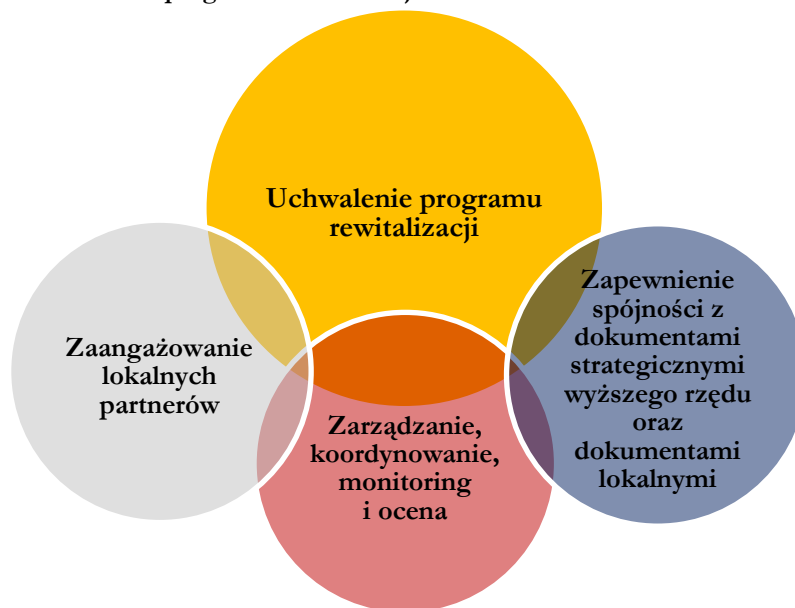 Uchwalenie programu
rewitalizacji
Zaangażowanie
lokalnych
partnerów
Zarządzanie,
koordynowanie,
monitoring
i ocena
Zapewnienie
spójności z
dokumentami
strategicznymi
wyższego rzędu
oraz
dokumentami
lokalnymi